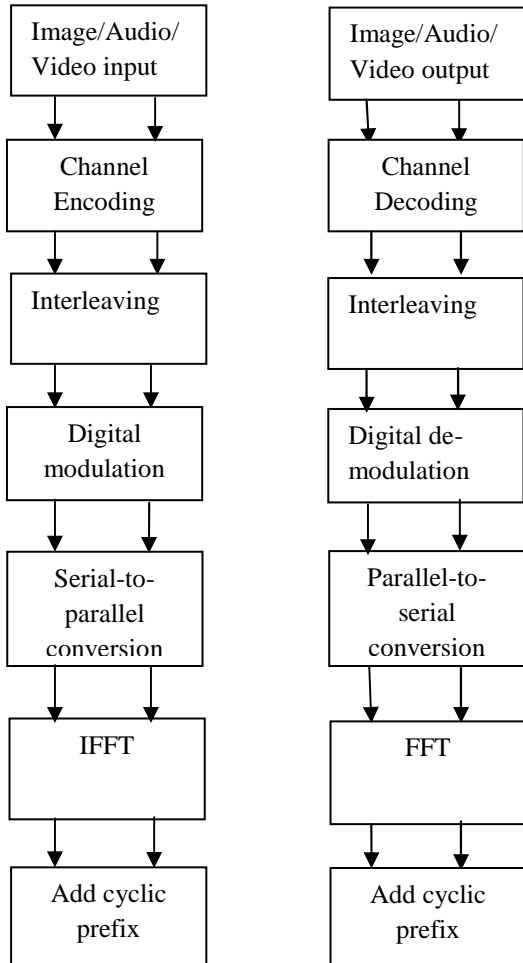 Image/Audio/
Video input
Channel
Encoding
Interleaving
Digital
modulation
Serial-to-
parallel
conversion
IFFT
Add cyclic
prefix
Image/Audio/
Video output
Channel
Decoding
Interleaving
Digital de-
modulation
Parallel-to-
serial
conversion
FFT
Add cyclic
prefix